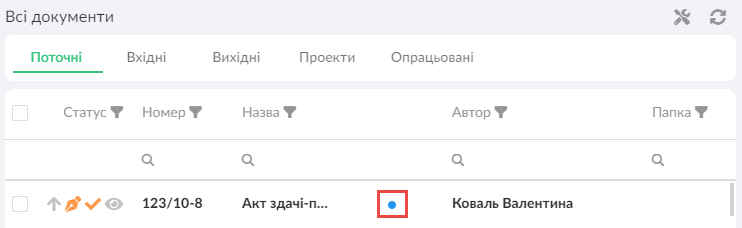 Всі документи
Поточні Вхідні Вихідні Проекти Опрацьовані
Статус Номер Назва Автор Папка
123/10-8 Акт здачі-п... Коваль Валентина